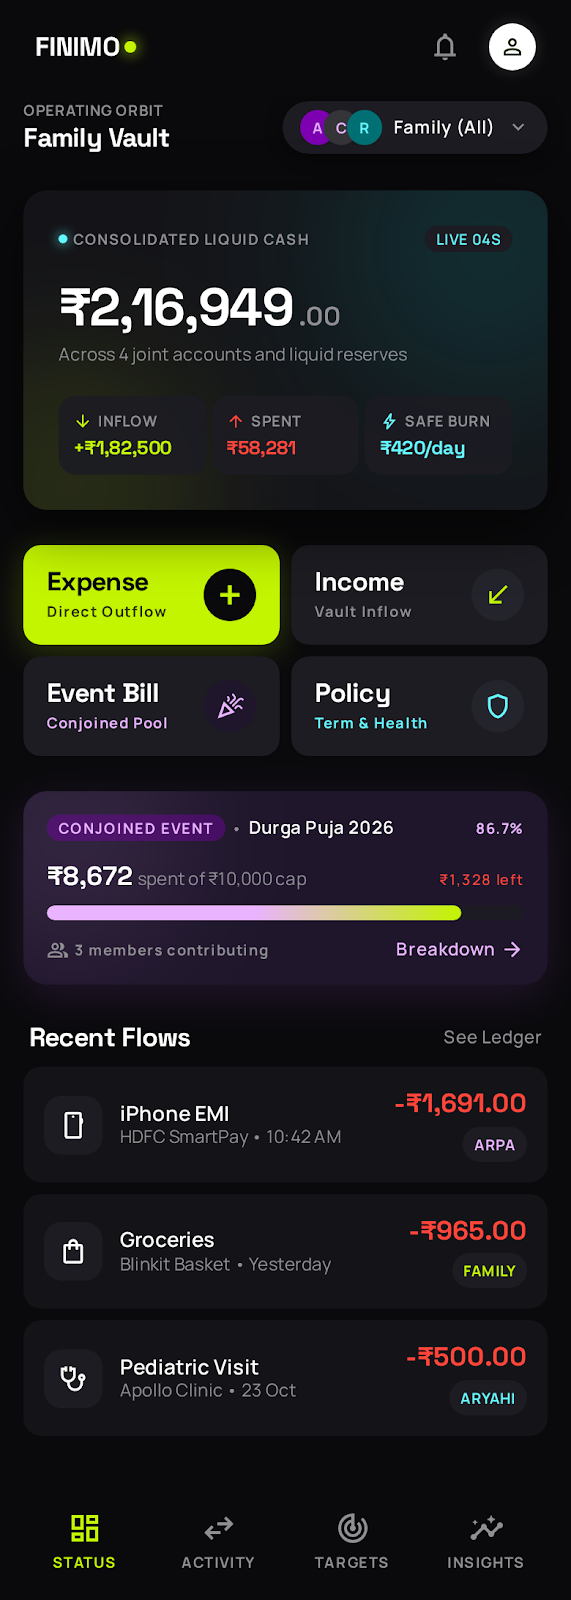 FINIMO
OPERATING ORBIT
Family Vault
A C R Family (All)
CONSOLIDATED LIQUID CASH
LIVE 04S
₹2,16,949.00
Across 4 joint accounts and liquid reserves
INFLOW
+₹1,82,500
SPENT
₹58,281
SAFE BURN
₹420/day
Expense
Direct Outflow
Income
Vault Inflow
Event Bill
Conjoined Pool
Policy
Term & Health
CONJOINED EVENT • Durga Puja 2026 86.7%
₹8,672 spent of ₹10,000 cap ₹1,328 left
3 members contributing Breakdown →
Recent Flows See Ledger
iPhone EMI
HDFC SmartPay • 10:42 AM
-₹1,691.00
ARPA
Groceries
Blinkit Basket • Yesterday
-₹965.00
FAMILY
Pediatric Visit
Apollo Clinic • 23 Oct
-₹500.00
ARYAHI
STATUS ACTIVITY TARGETS INSIGHTS